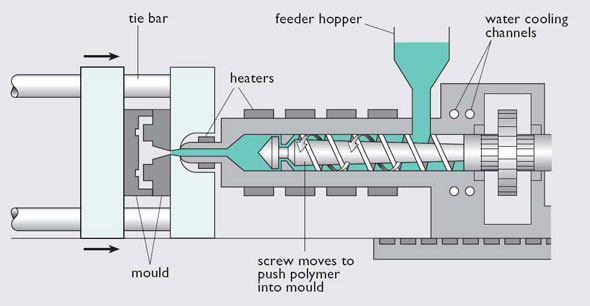 tie bar
feeder hopper
water cooling
channels
heaters
mould
screw moves to
push polymer
into mould